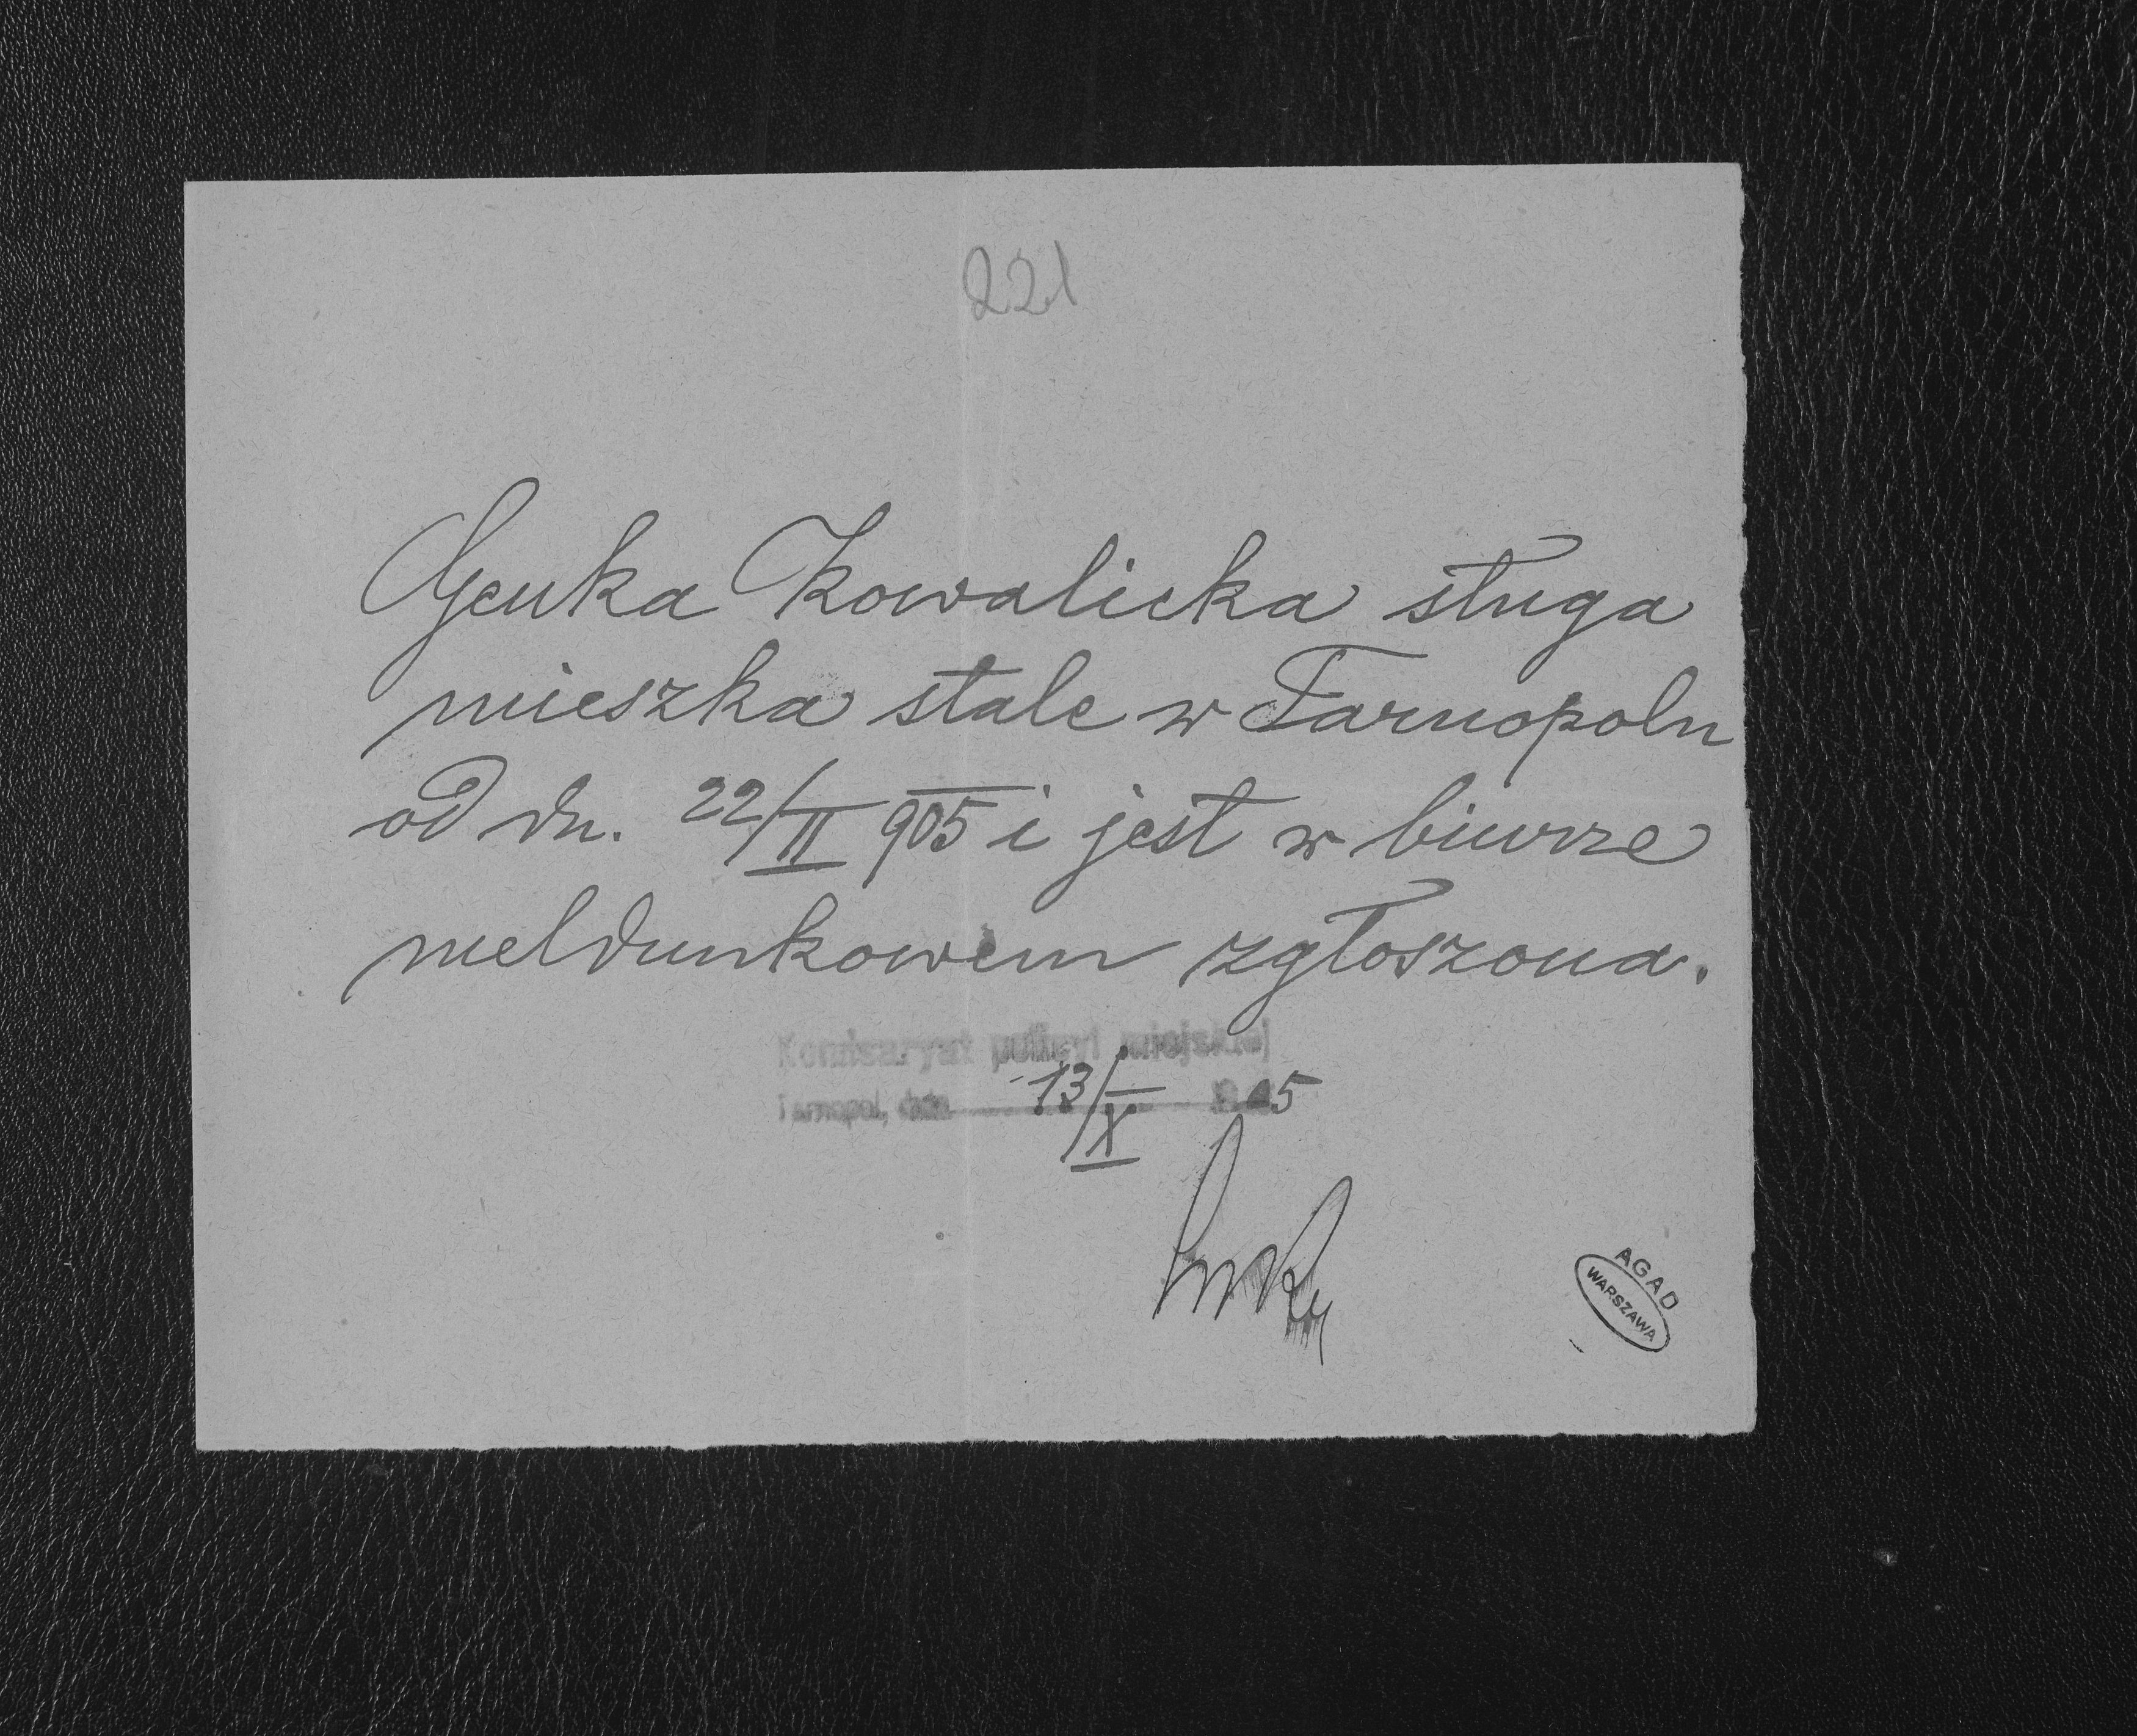 221
Genka Kowalicka sługa
mieszka stale w Tarnopolu
od dn. 22/II 905 i jest w biurze
meldunkowem zgłoszona.
Komisaryat policyi miejskiej
Tarnopol, dnia 13/X 1905
AGAD
WARSZAWA